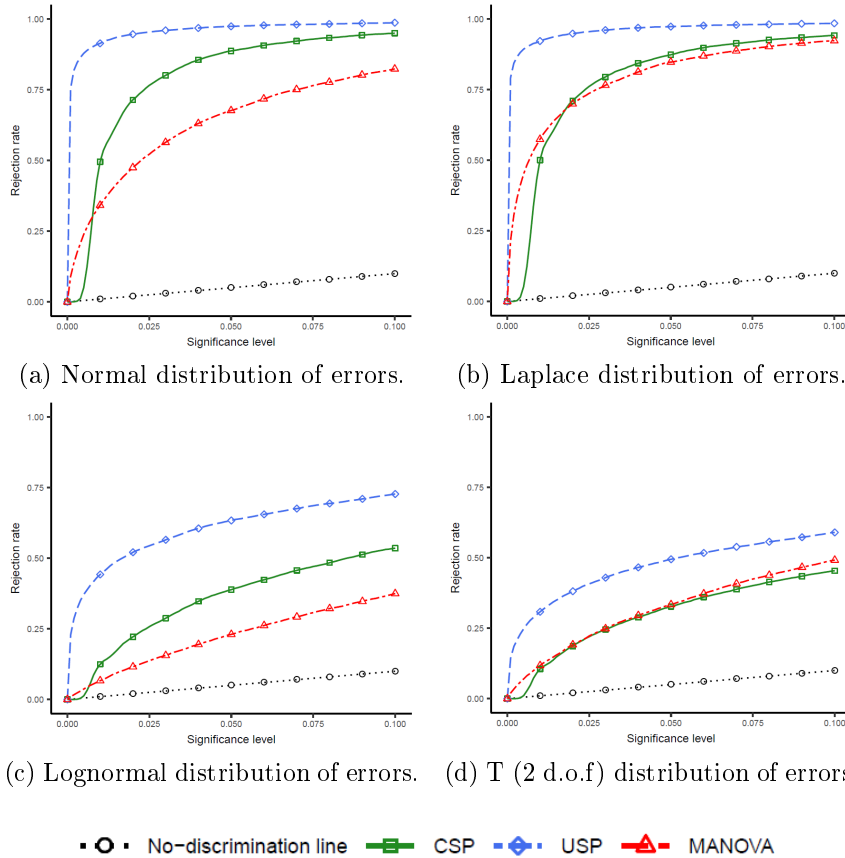 1.00
0.75
0.50
0.25
0.00
Rejection rate
0.000 0.025 0.050 0.075 0.100
Significance level
(a) Normal distribution of errors.
1.00
0.75
0.50
0.25
0.00
Rejection rate
0.000 0.025 0.050 0.075 0.100
Significance level
(b) Laplace distribution of errors.
1.00
0.75
0.50
0.25
0.00
Rejection rate
0.000 0.025 0.050 0.075 0.100
Significance level
(c) Lognormal distribution of errors.
1.00
0.75
0.50
0.25
0.00
Rejection rate
0.000 0.025 0.050 0.075 0.100
Significance level
(d) T (2 d.o.f) distribution of errors
No-discrimination line CSP USP MANOVA